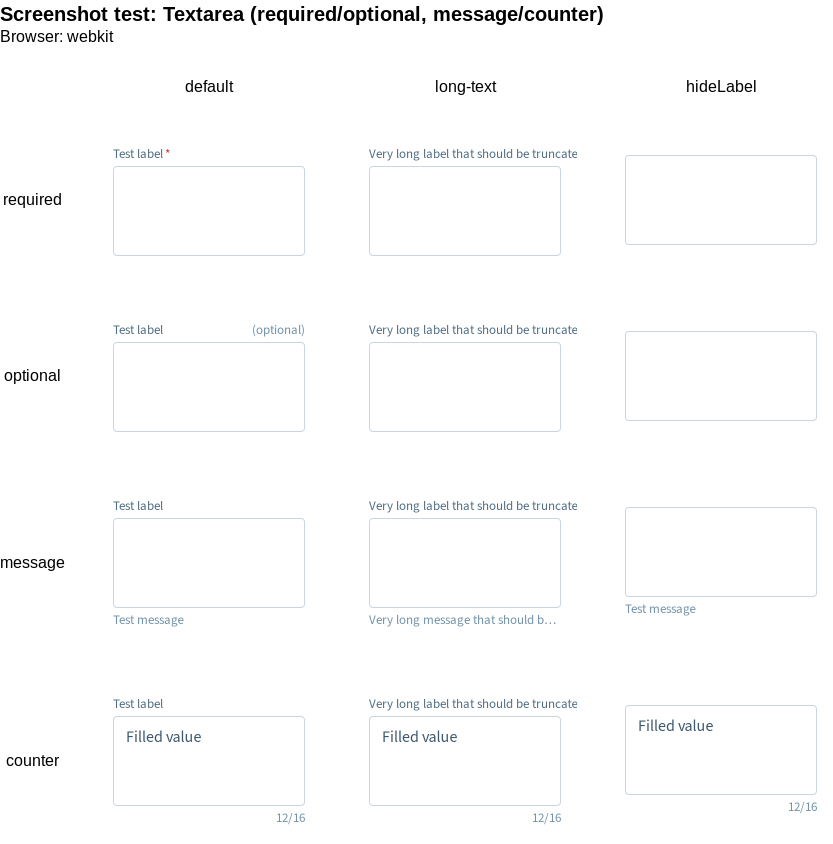 Screenshot test: Textarea (required/optional, message/counter)
Browser: webkit
default long-text hideLabel
Test label* Very long label that should be truncate
required
Test label (optional) Very long label that should be truncate
optional
Test label Very long label that should be truncate
message
Test message Very long message that should b… Test message
Test label Very long label that should be truncate
Filled value Filled value Filled value
counter
12/16 12/16 12/16